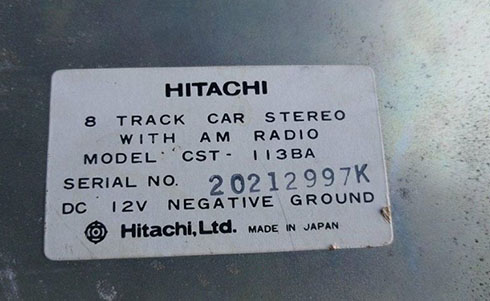 HITACHI
8 TRACK CAR STEREO
WITH AM RADIO
MODEL CST- 113BA
SERIAL NO. 20212997K
DC 12V NEGATIVE GROUND
Hitachi, Ltd. MADE IN JAPAN